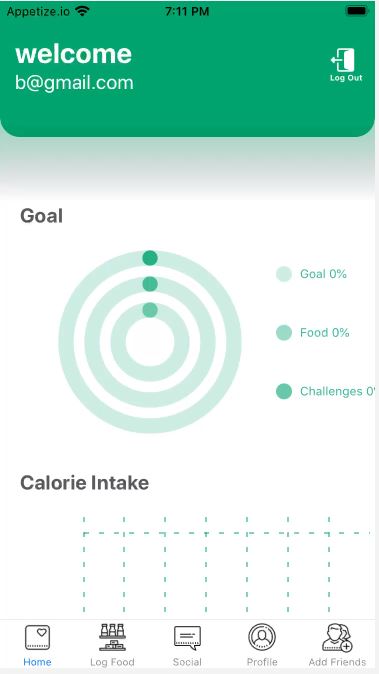 Appetize.io 7:11 PM
welcome
b@gmail.com
Log Out
Goal
Goal 0%
Food 0%
Challenges 0
Calorie Intake
Home Log Food Social Profile Add Friends